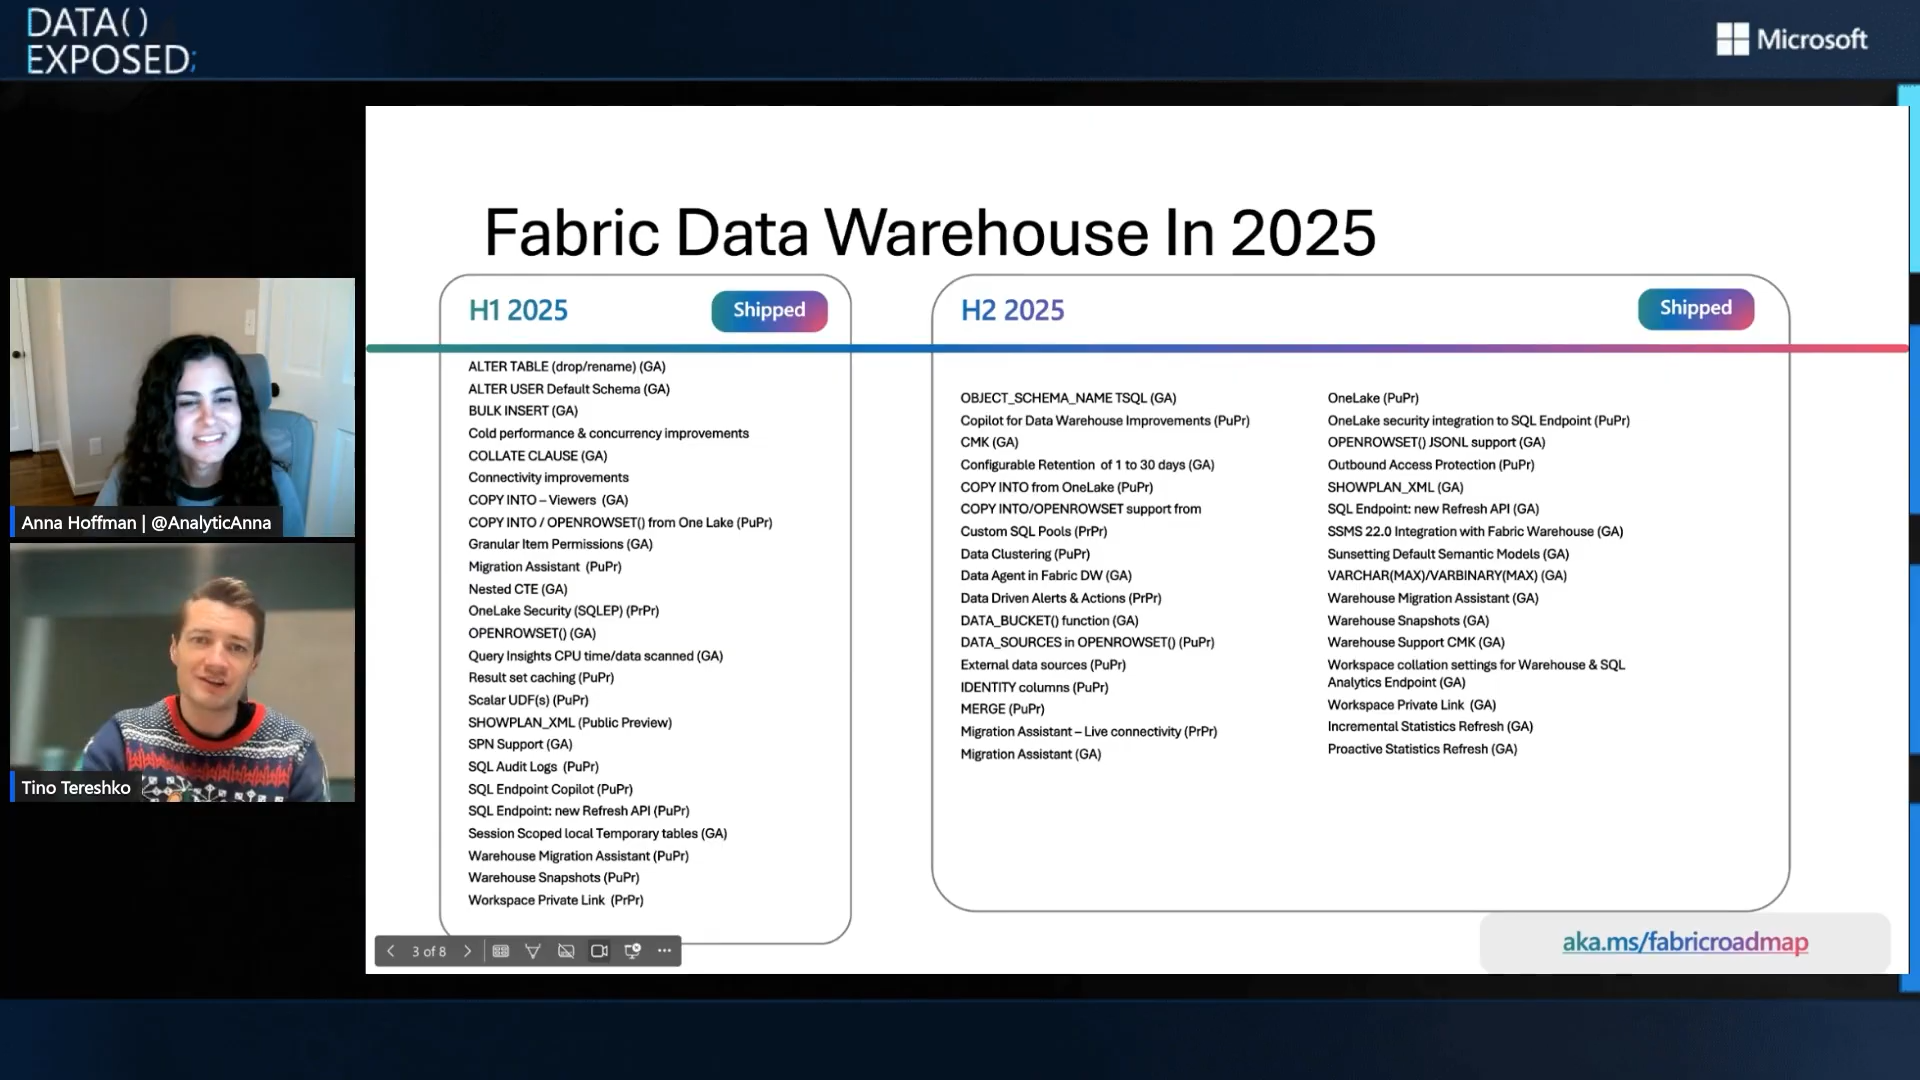 DATA()
EXPOSED;
Microsoft
Fabric Data Warehouse In 2025
H1 2025
Shipped
ALTER TABLE (drop/rename) (GA)
ALTER USER Default Schema (GA)
BULK INSERT (GA)
Cold performance & concurrency improvements
COLLATE CLAUSE (GA)
Connectivity improvements
COPY INTO – Viewers (GA)
COPY INTO / OPENROWSET() from One Lake (PuPr)
Granular Item Permissions (GA)
Migration Assistant (PuPr)
Nested CTE (GA)
OneLake Security (SQLEP) (PrPr)
OPENROWSET() (GA)
Query Insights CPU time/data scanned (GA)
Result set caching (PuPr)
Scalar UDF(s) (PuPr)
SHOWPLAN_XML (Public Preview)
SPN Support (GA)
SQL Audit Logs (PuPr)
SQL Endpoint Copilot (PuPr)
SQL Endpoint: new Refresh API (PuPr)
Session Scoped local Temporary tables (GA)
Warehouse Migration Assistant (PuPr)
Warehouse Snapshots (PuPr)
Workspace Private Link (PrPr)
H2 2025
Shipped
OBJECT_SCHEMA_NAME TSQL (GA)
Copilot for Data Warehouse Improvements (PuPr)
CMK (GA)
Configurable Retention of 1 to 30 days (GA)
COPY INTO from OneLake (PuPr)
COPY INTO/OPENROWSET support from
Custom SQL Pools (PrPr)
Data Clustering (PuPr)
Data Agent in Fabric DW (GA)
Data Driven Alerts & Actions (PrPr)
DATA_BUCKET() function (GA)
DATA_SOURCES in OPENROWSET() (PuPr)
External data sources (PuPr)
IDENTITY columns (PuPr)
MERGE (PuPr)
Migration Assistant – Live connectivity (PrPr)
Migration Assistant (GA)
OneLake (PuPr)
OneLake security integration to SQL Endpoint (PuPr)
OPENROWSET() JSONL support (GA)
Outbound Access Protection (PuPr)
SHOWPLAN_XML (GA)
SQL Endpoint: new Refresh API (GA)
SSMS 22.0 Integration with Fabric Warehouse (GA)
Sunsetting Default Semantic Models (GA)
VARCHAR(MAX)/VARBINARY(MAX) (GA)
Warehouse Migration Assistant (GA)
Warehouse Snapshots (GA)
Warehouse Support CMK (GA)
Workspace collation settings for Warehouse & SQL
Analytics Endpoint (GA)
Workspace Private Link (GA)
Incremental Statistics Refresh (GA)
Proactive Statistics Refresh (GA)
3 of 8
aka.ms/fabricroadmap
Anna Hoffman | @AnalyticAnna
Tino Tereshko